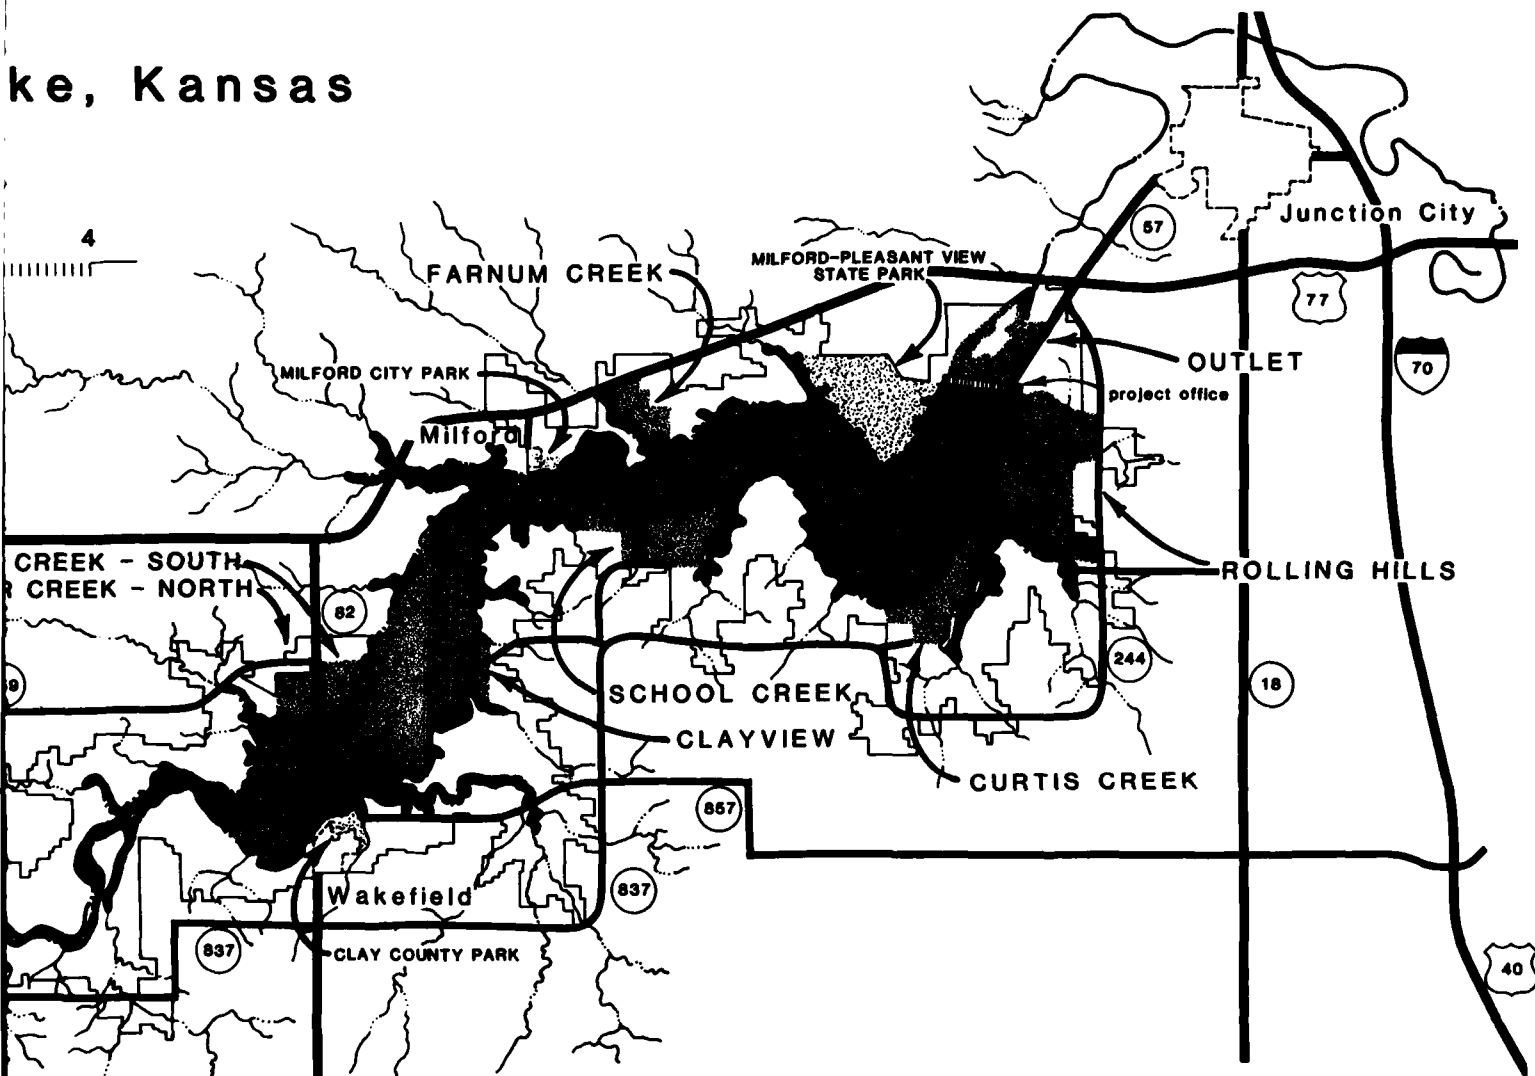 ke, Kansas
4
FARNUM CREEK
MILFORD-PLEASANT VIEW
STATE PARK
57
Junction City
77
MILFORD CITY PARK
OUTLET
70
project office
Milford
CREEK - SOUTH
R CREEK - NORTH
82
ROLLING HILLS
9
244
18
SCHOOL CREEK
CLAYVIEW
CURTIS CREEK
857
837
Wakefield
837
CLAY COUNTY PARK
40